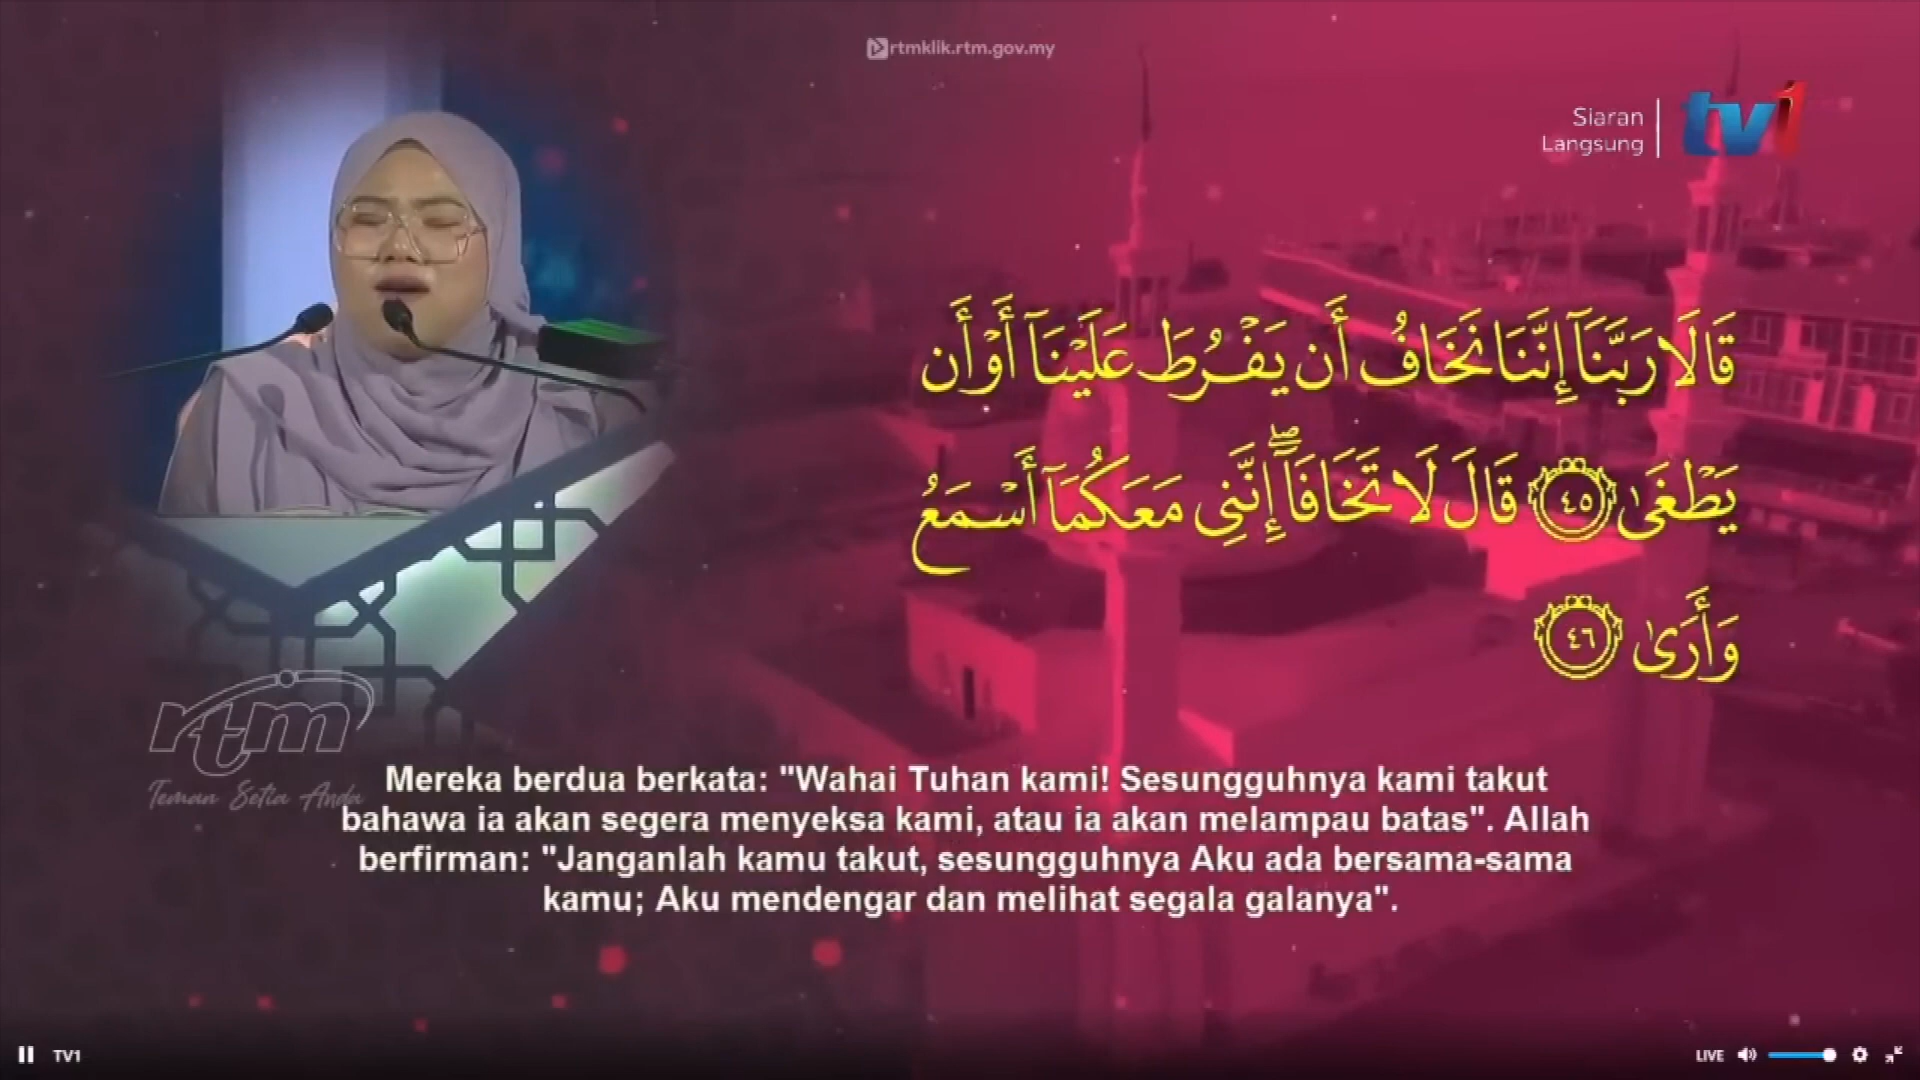 rtmklik.rtm.gov.my
Siaran
Langsung
tv1
قَالَا رَبَّنَآ إِنَّنَا نَخَافُ أَن يَفْرُطَ عَلَيْنَآ أَوْ أَن
يَطْغَىٰ ٤٥ قَالَ لَا تَخَافَآ ۖ إِنَّنِى مَعَكُمَآ أَسْمَعُ
وَأَرَىٰ ٤٦
rtm
Teman Setia Anda
Mereka berdua berkata: "Wahai Tuhan kami! Sesungguhnya kami takut
bahawa ia akan segera menyeksa kami, atau ia akan melampau batas". Allah
berfirman: "Janganlah kamu takut, sesungguhnya Aku ada bersama-sama
kamu; Aku mendengar dan melihat segala galanya".
TV1
LIVE